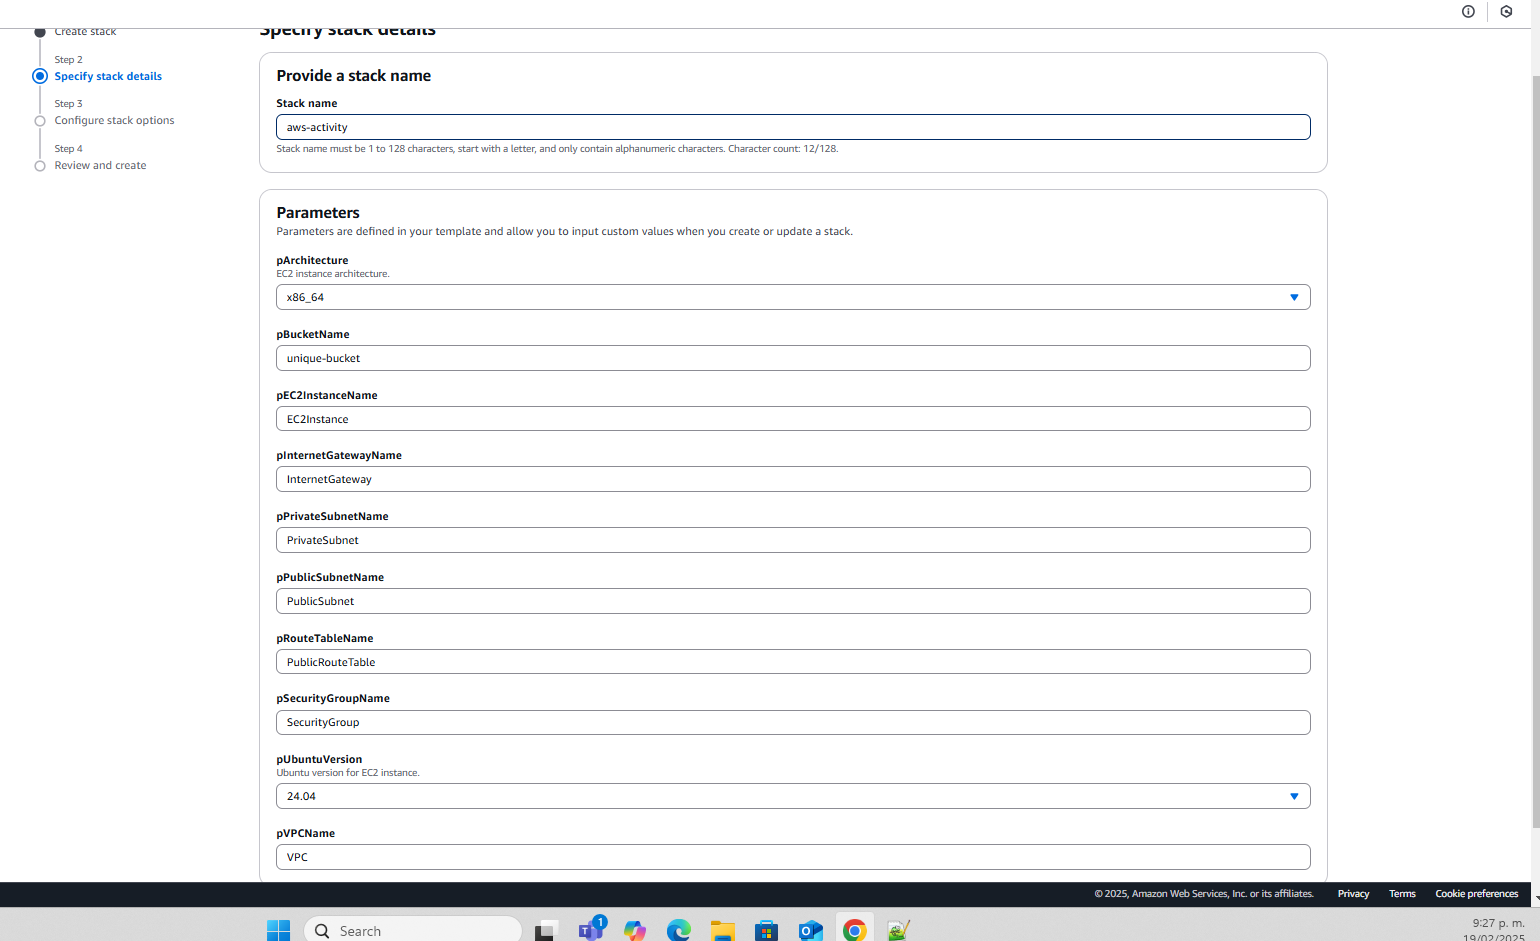 Create stack
Step 2
Specify stack details
Step 3
Configure stack options
Step 4
Review and create
Specify stack details
Provide a stack name
Stack name
aws-activity
Stack name must be 1 to 128 characters, start with a letter, and only contain alphanumeric characters. Character count: 12/128.
Parameters
Parameters are defined in your template and allow you to input custom values when you create or update a stack.
pArchitecture
EC2 instance architecture.
x86_64
pBucketName
unique-bucket
pEC2InstanceName
EC2Instance
pInternetGatewayName
InternetGateway
pPrivateSubnetName
PrivateSubnet
pPublicSubnetName
PublicSubnet
pRouteTableName
PublicRouteTable
pSecurityGroupName
SecurityGroup
pUbuntuVersion
Ubuntu version for EC2 instance.
24.04
pVPCName
VPC
© 2025, Amazon Web Services, Inc. or its affiliates. Privacy Terms Cookie preferences
Search
1
9:27 p. m.
19/02/2025